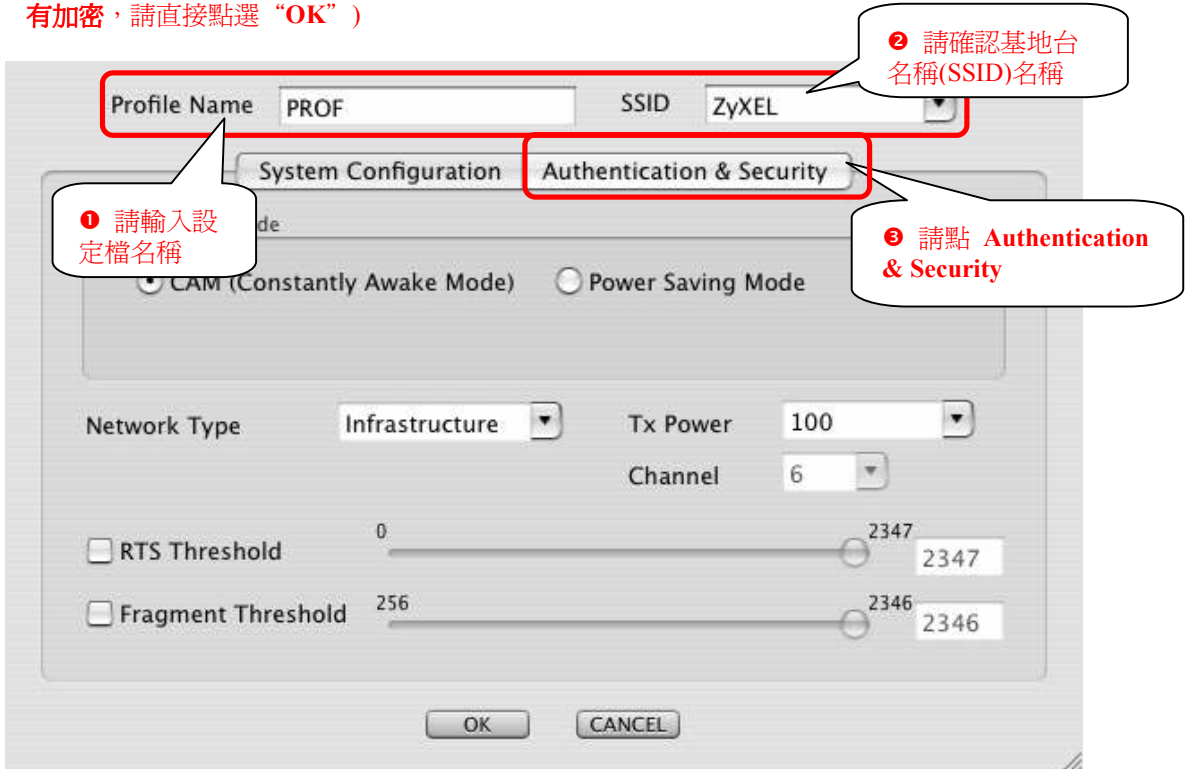 有加密，請直接點選“OK”)
❷ 請確認基地台
名稱(SSID)名稱
Profile Name PROF SSID ZyXEL
System Configuration Authentication & Security
❶ 請輸入設
定檔名稱
de
❸ 請點 Authentication
& Security
CAM (Constantly Awake Mode) Power Saving Mode
Network Type Infrastructure Tx Power 100
Channel 6
RTS Threshold 0 2347 2347
Fragment Threshold 256 2346 2346
OK CANCEL